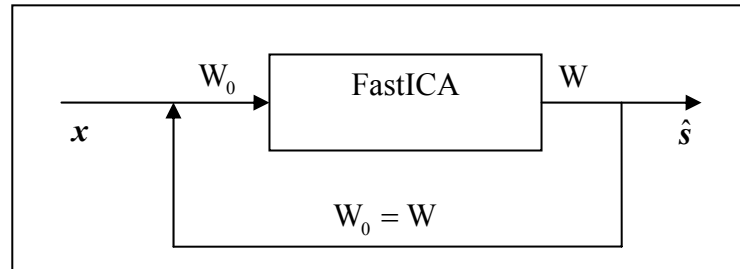 W₀
FastICA
W
x
ŝ
W₀ = W